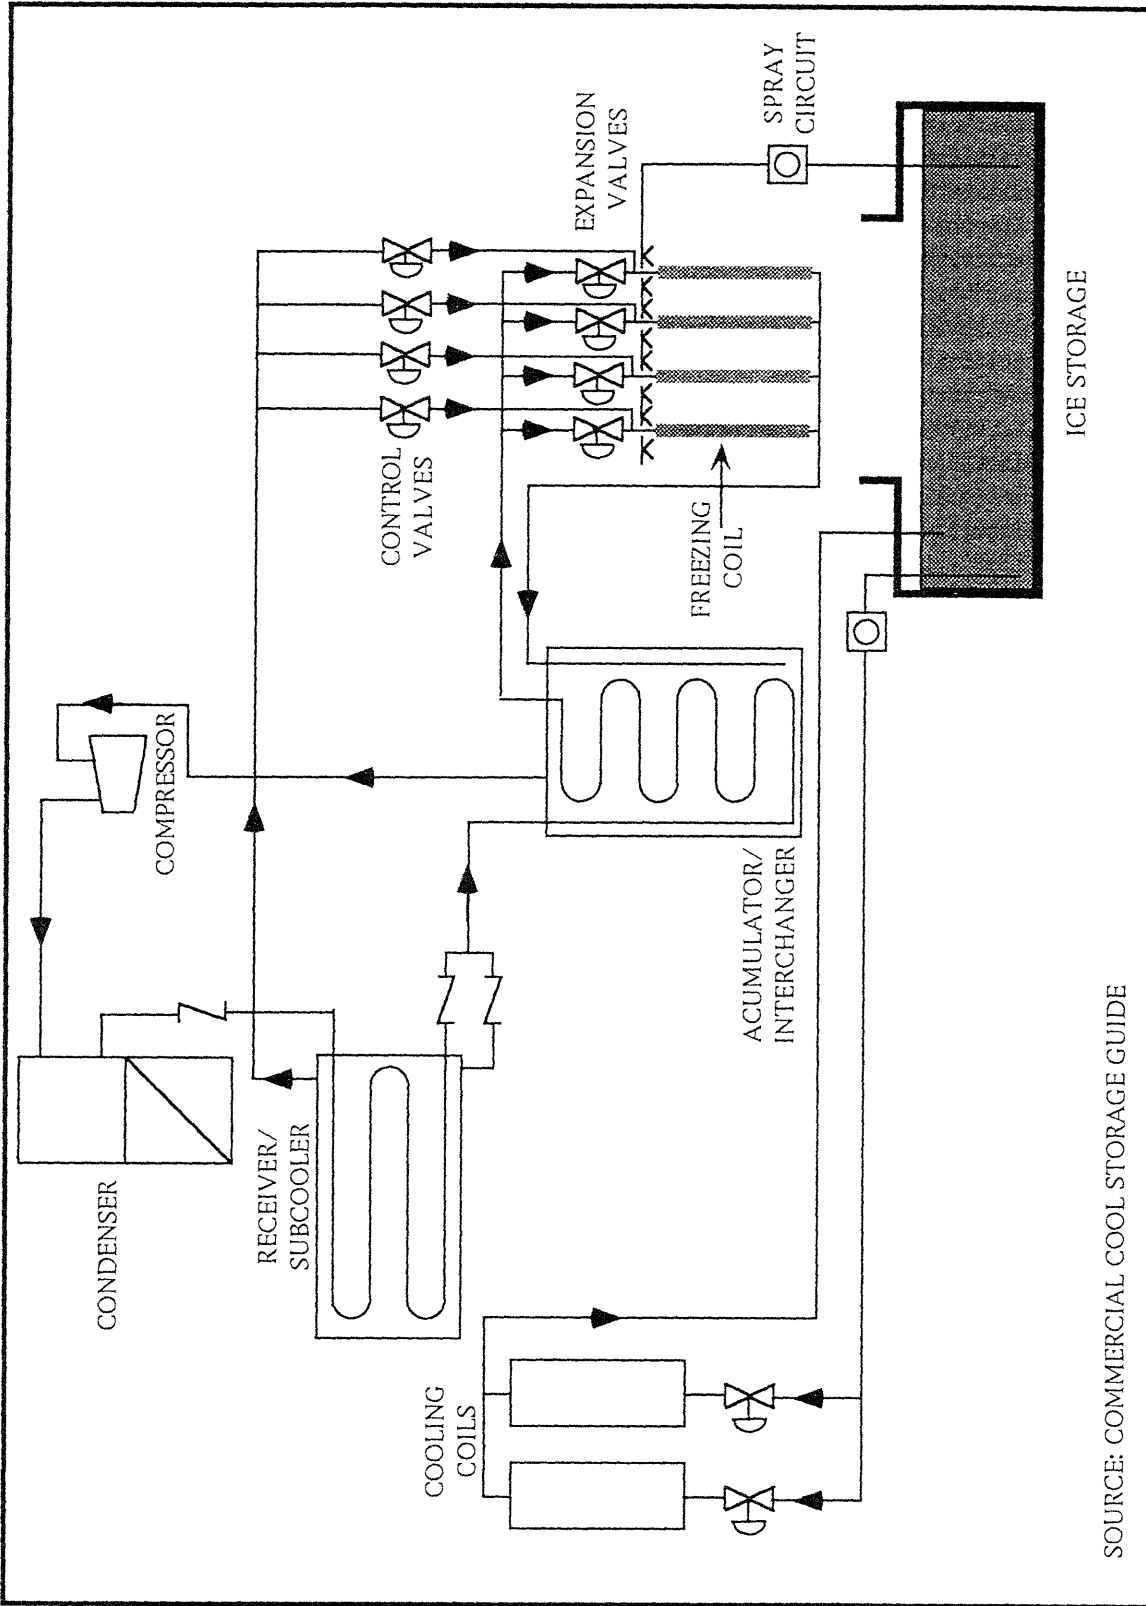 CONDENSER
COMPRESSOR
RECEIVER/
SUBCOOLER
CONTROL
VALVES
EXPANSION
VALVES
SPRAY
CIRCUIT
COOLING
COILS
ACUMULATOR/
INTERCHANGER
FREEZING
COIL
ICE STORAGE
SOURCE: COMMERCIAL COOL STORAGE GUIDE